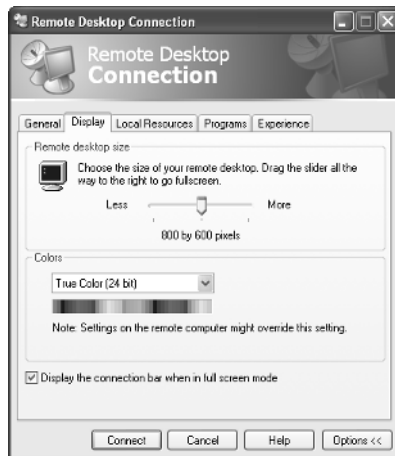 Remote Desktop Connection
Remote Desktop
Connection
General Display Local Resources Programs Experience
Remote desktop size
Choose the size of your remote desktop. Drag the slider all the
way to the right to go fullscreen.
Less More
800 by 600 pixels
Colors
True Color (24 bit)
Note: Settings on the remote computer might override this setting.
Display the connection bar when in full screen mode
Connect Cancel Help Options <<